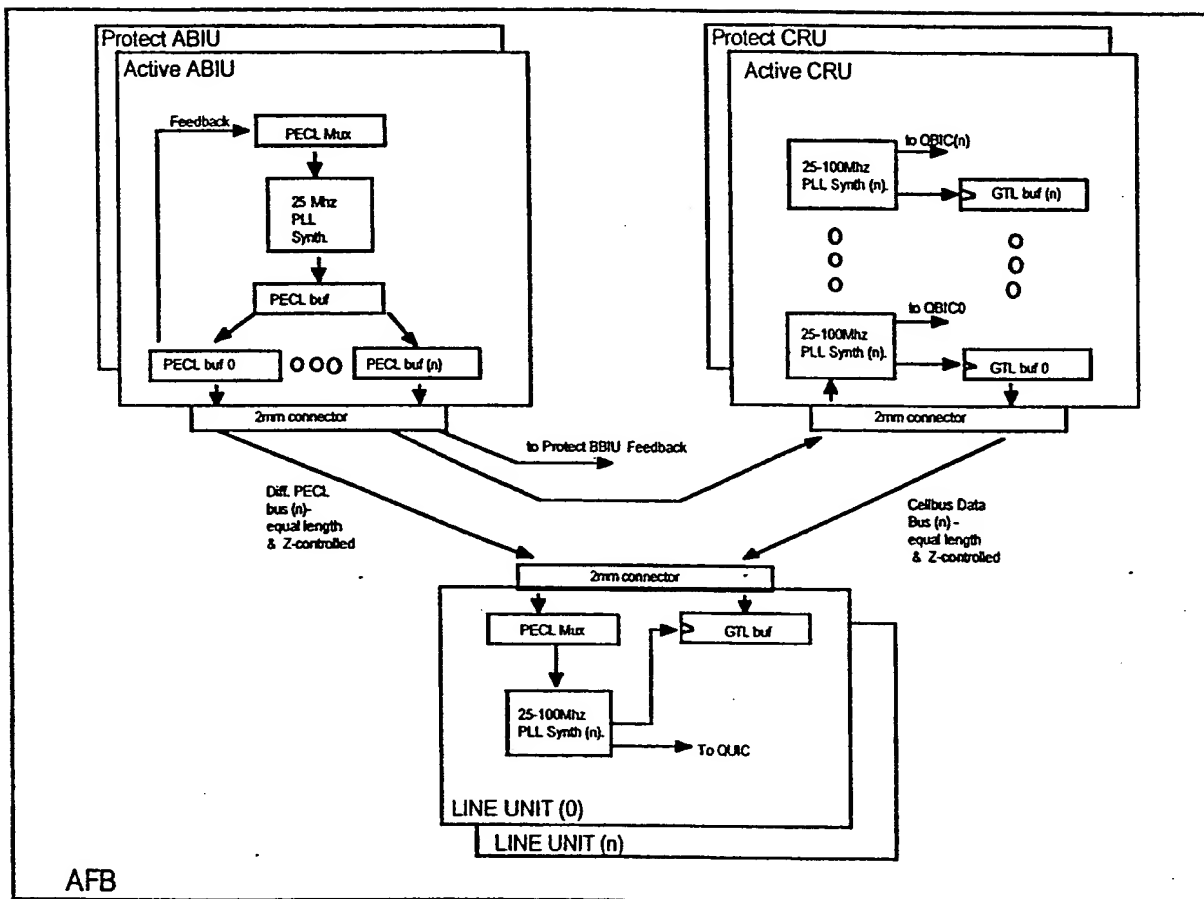 Protect ABIU
Active ABIU
Feedback
PECL Mux
25 Mhz
PLL
Synth.
PECL buf
PECL buf 0
PECL buf (n)
2mm connector
Protect CRU
Active CRU
to QBIC(n)
25-100Mhz
PLL Synth (n).
GTL buf (n)
to QBIC0
25-100Mhz
PLL Synth (n).
GTL buf 0
2mm connector
to Protect BBIU Feedback
Diff. PECL
bus (n)-
equal length
& Z-controlled
Cellbus Data
Bus (n) -
equal length
& Z-controlled
2mm connector
PECL Mux
GTL buf
25-100Mhz
PLL Synth (n).
To QUIC
LINE UNIT (0)
LINE UNIT (n)
AFB